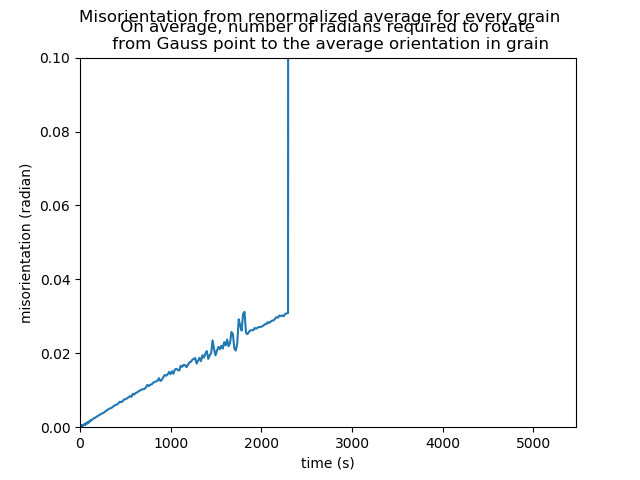 Misorientation from renormalized average for every grain
On average, number of radians required to rotate
from Gauss point to the average orientation in grain
0.10
0.08
0.06
0.04
0.02
0.00
misorientation (radian)
0 1000 2000 3000 4000 5000
time (s)